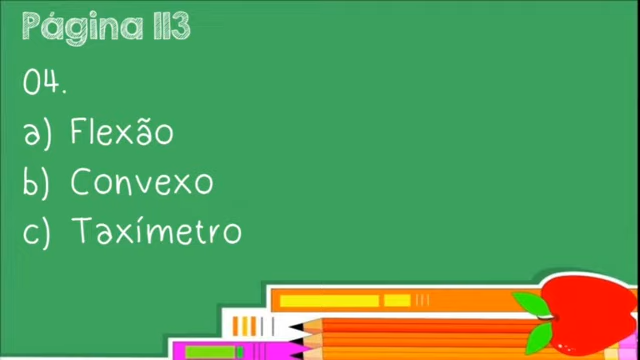 Página 113
04.
a) Flexão
b) Convexo
c) Taxímetro